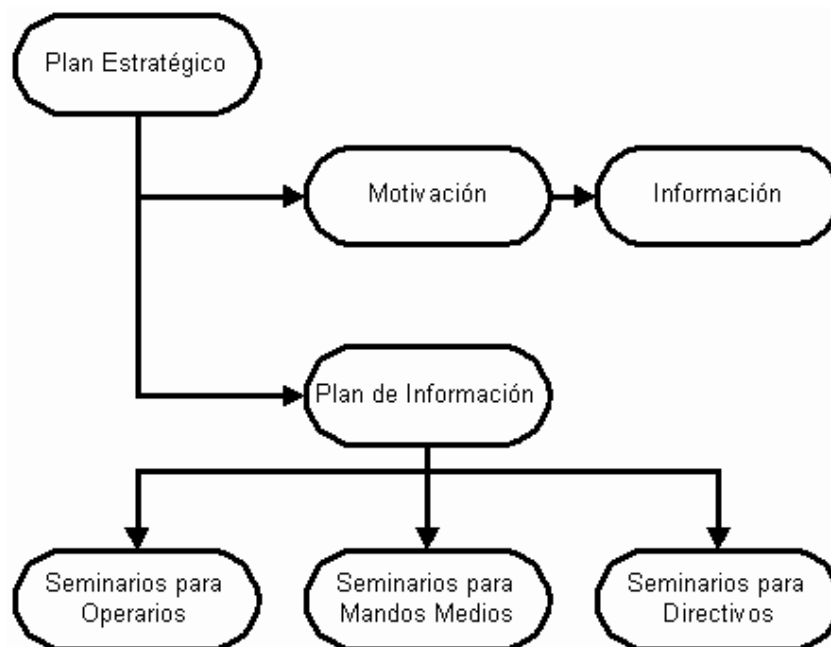 Plan Estratégico
Motivación
Información
Plan de Información
Seminarios para
Operarios
Seminarios para
Mandos Medios
Seminarios para
Directivos